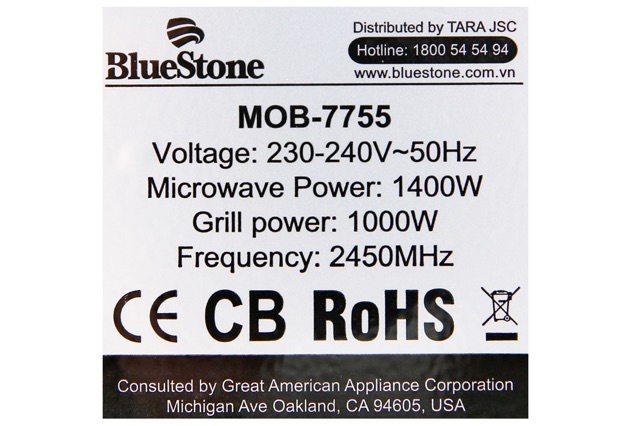 BlueStone
Distributed by TARA JSC
Hotline: 1800 54 54 94
www.bluestone.com.vn
MOB-7755
Voltage: 230-240V~50Hz
Microwave Power: 1400W
Grill power: 1000W
Frequency: 2450MHz
CE CB RoHS
Consulted by Great American Appliance Corporation
Michigan Ave Oakland, CA 94605, USA